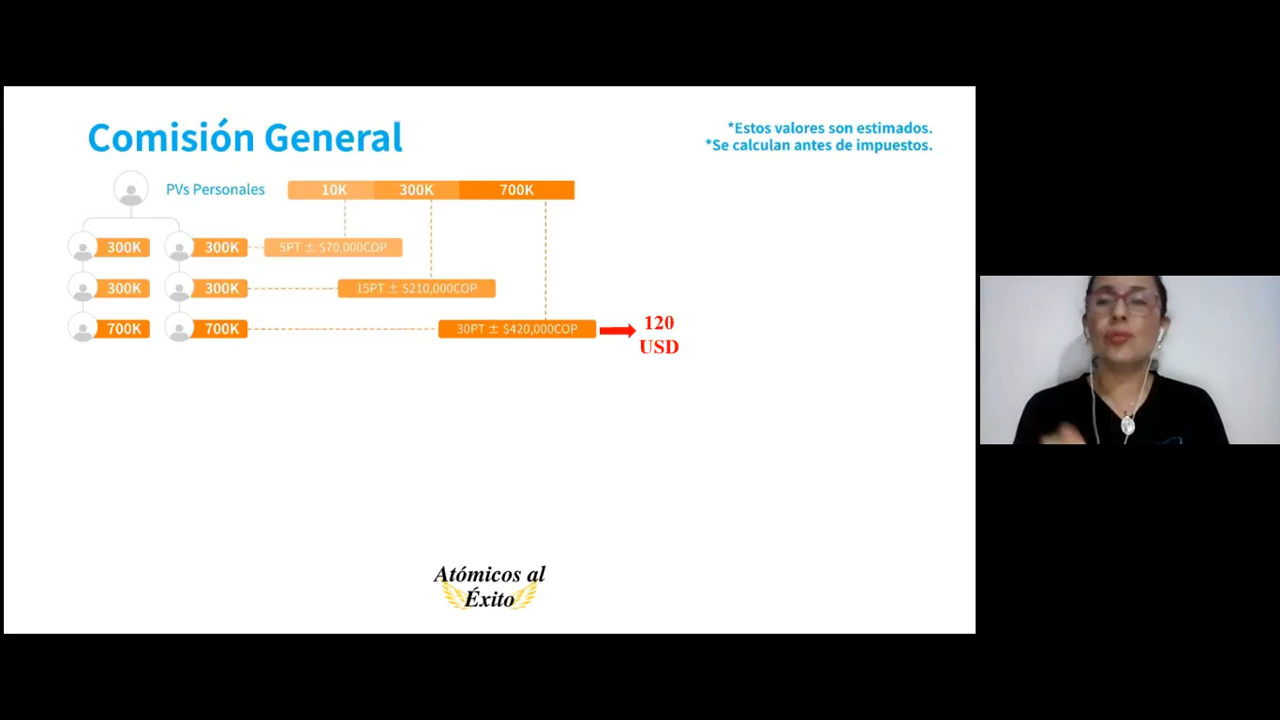 Comisión General
*Estos valores son estimados.
*Se calculan antes de impuestos.
PVs Personales
10K 300K 700K
300K 300K 5PT ± $70,000COP
300K 300K 15PT ± $210,000COP
700K 700K 30PT ± $420,000COP
120
USD
Atómicos al
Éxito